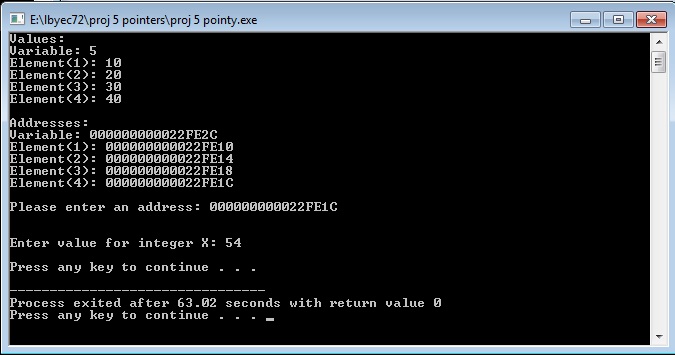 E:\lbyec72\proj 5 pointers\proj 5 pointy.exe
Values:
Variable: 5
Element(1): 10
Element(2): 20
Element(3): 30
Element(4): 40
Addresses:
Variable: 000000000022FE2C
Element(1): 000000000022FE10
Element(2): 000000000022FE14
Element(3): 000000000022FE18
Element(4): 000000000022FE1C
Please enter an address: 000000000022FE1C
Enter value for integer X: 54
Press any key to continue . . .
--------------------------------
Process exited after 63.02 seconds with return value 0
Press any key to continue . . .